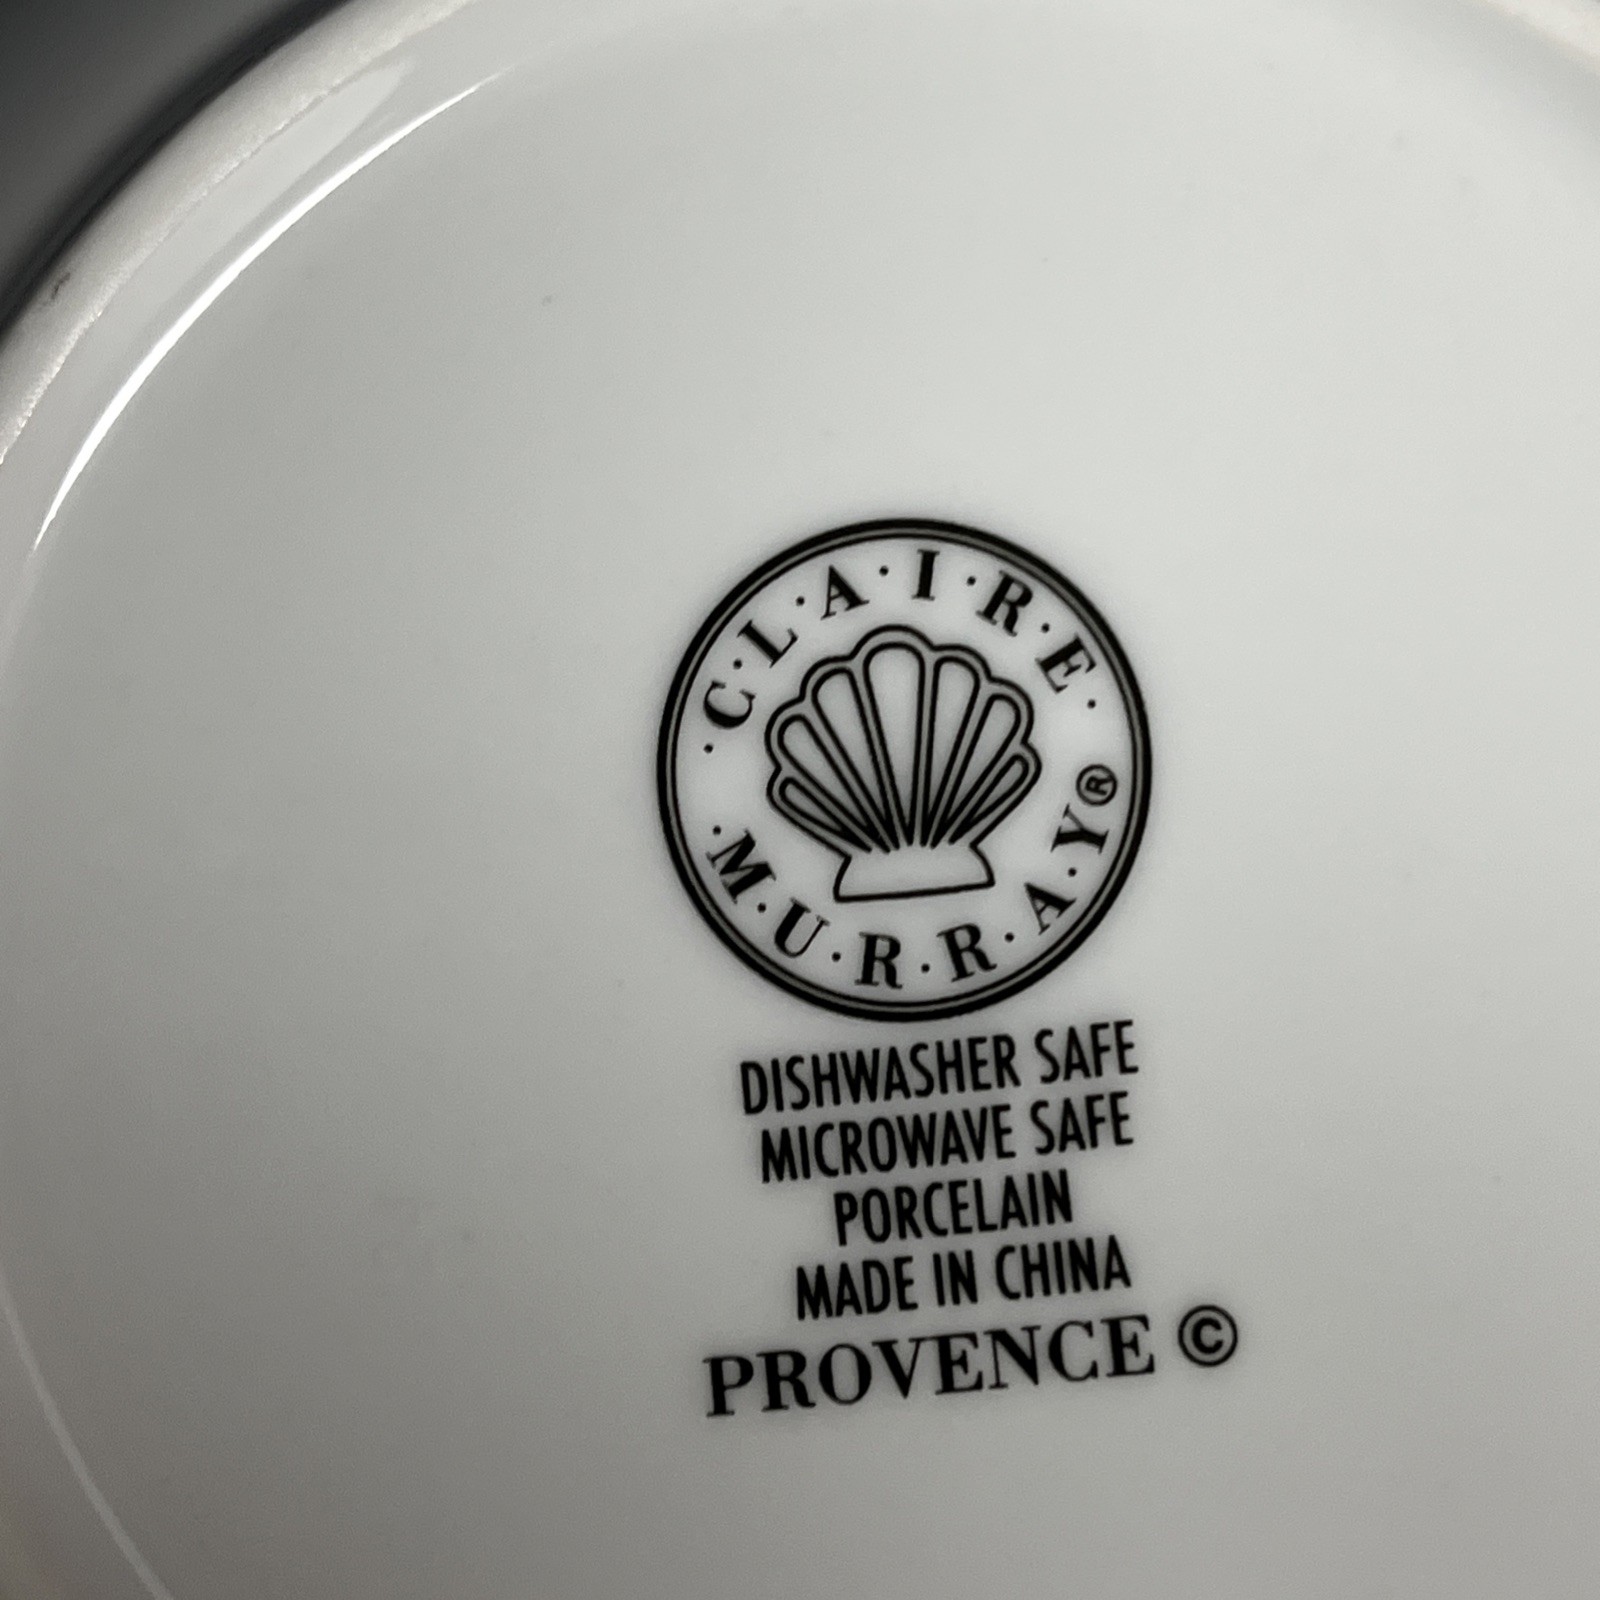 ·C·L·A·I·R·E·
·M·U·R·R·A·Y®
DISHWASHER SAFE
MICROWAVE SAFE
PORCELAIN
MADE IN CHINA
PROVENCE ©